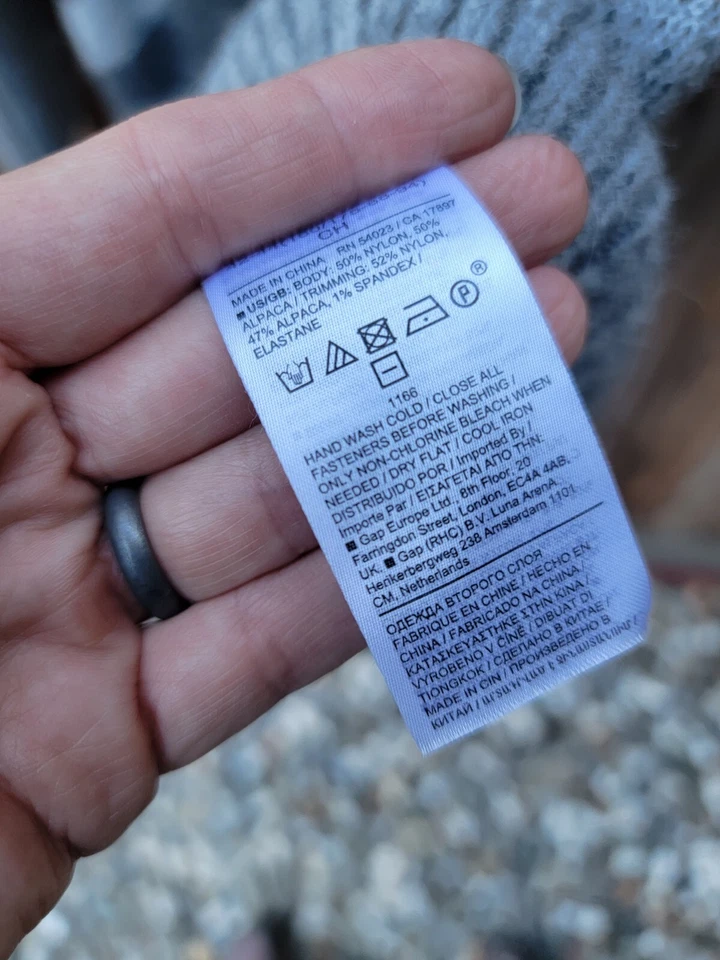 CH
MADE IN CHINA, RN 54023 / CA 17897
■ US/GB: BODY: 50% NYLON, 50%
ALPACA / TRIMMING: 52% NYLON,
47% ALPACA, 1% SPANDEX /
ELASTANE
P ®
1166
HAND WASH COLD / CLOSE ALL
FASTENERS BEFORE WASHING /
ONLY NON-CHLORINE BLEACH WHEN
NEEDED / DRY FLAT / COOL IRON
DISTRIBUIDO POR / Imported By /
Importe Par / ΕΙΣΑΓΕΤΑΙ ΑΠΟ ΤΗΝ:
■ Gap Europe Ltd., 6th Floor, 20
Farringdon Street, London, EC4A 4AB,
UK. ■ Gap (RHC) B.V. Luna Arena,
Herikerbergweg 238 Amsterdam 1101
CM, Netherlands
ОДЕЖДА ВТОРОГО СЛОЯ
FABRIQUE EN CHINE / HECHO EN
CHINA / FABRICADO NA CHINA /
ΚΑΤΑΣΚΕΥΑΣΤΗΚΕ ΣΤΗΝ ΚΙΝΑ /
VYROBENO V ČÍNE / DIBUAT DI
TIONGKOK / СДЕЛАНО В КИТАЕ /
MADE IN ÇIN / ПРОИЗВЕДЕНО В
КИТАЙ /